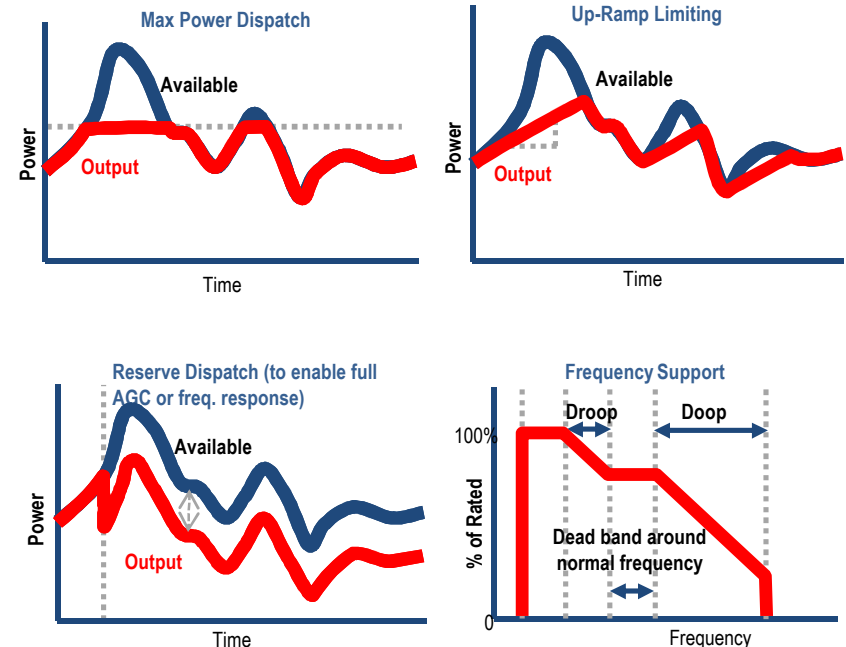 Max Power Dispatch
Available
Power
Output
Time
Up-Ramp Limiting
Available
Power
Output
Time
Reserve Dispatch (to enable full
AGC or freq. response)
Available
Power
Output
Time
Frequency Support
Droop
Doop
100%
% of Rated
Dead band around
normal frequency
0
Frequency